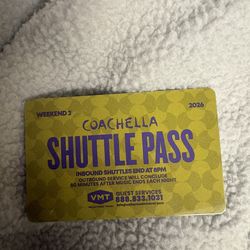 WEEKEND 2
2026
COACHELLA
SHUTTLE PASS
INBOUND SHUTTLES END AT 8PM
OUTBOUND SERVICE WILL CONCLUDE
90 MINUTES AFTER MUSIC ENDS EACH NIGHT.
VMT
GUEST SERVICES
888.833.1031